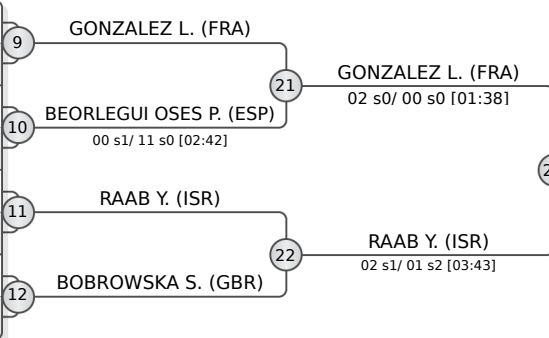 GONZALEZ L. (FRA)
9
21
GONZALEZ L. (FRA)
02 s0/ 00 s0 [01:38]
BEORLEGUI OSES P. (ESP)
10
00 s1/ 11 s0 [02:42]
RAAB Y. (ISR)
11
22
RAAB Y. (ISR)
02 s1/ 01 s2 [03:43]
BOBROWSKA S. (GBR)
12